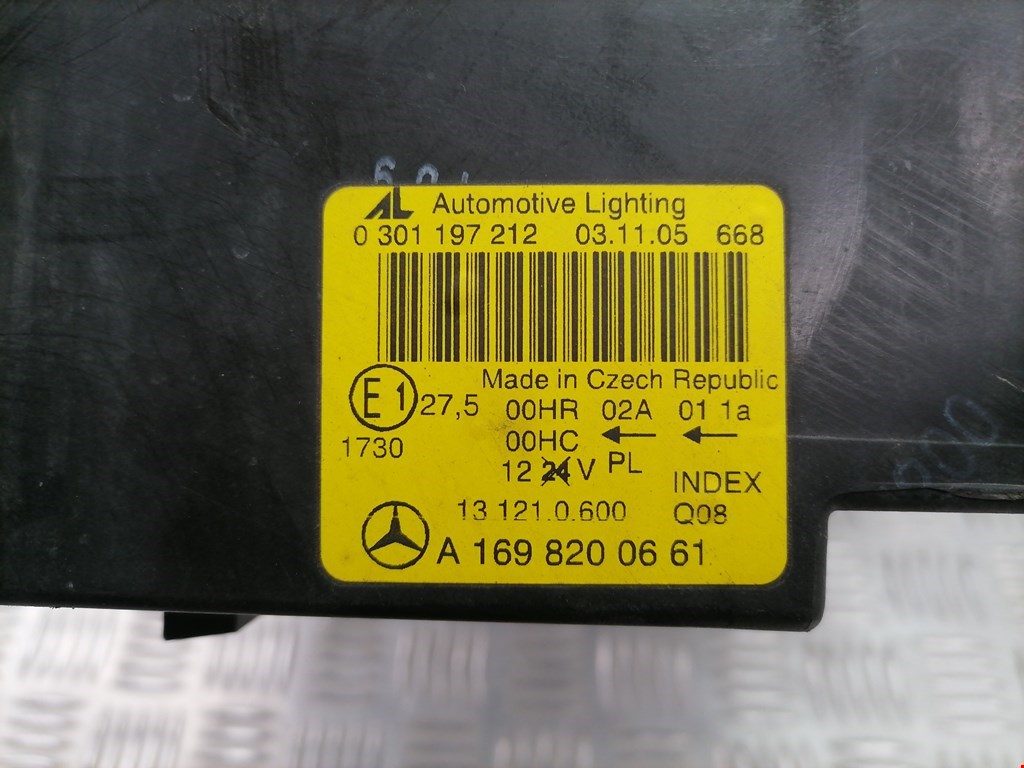 AL Automotive Lighting
0 301 197 212 03.11.05 668
Made in Czech Republic
E1 27,5 00HR 02A 01 1a
1730 00HC ← ←
12 24 V PL
INDEX
13 121.0.600 Q08
A 169 820 06 61